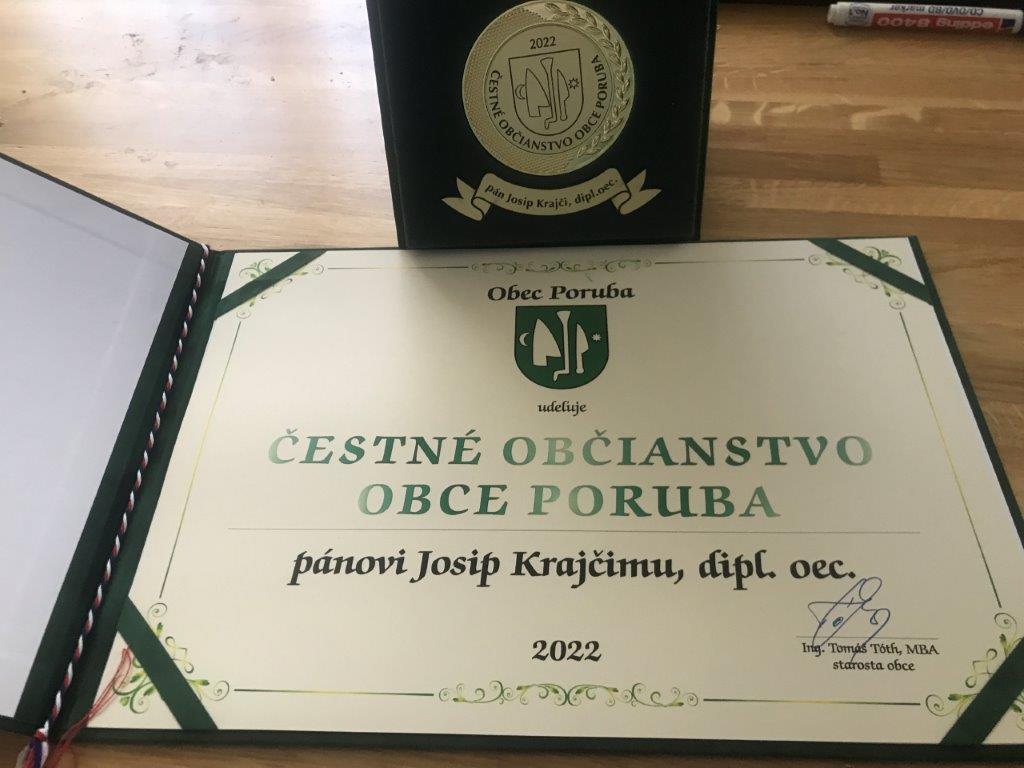 CD/DVD/BD marker
edding 8400
2022
ČESTNÉ OBČIANSTVO OBCE PORUBA
pán Josip Krajči, dipl.oec.
Obec Poruba
udeľuje
ČESTNÉ OBČIANSTVO
OBCE PORUBA
pánovi Josip Krajčimu, dipl. oec.
2022
Ing. Tomáš Tóth, MBA
starosta obce